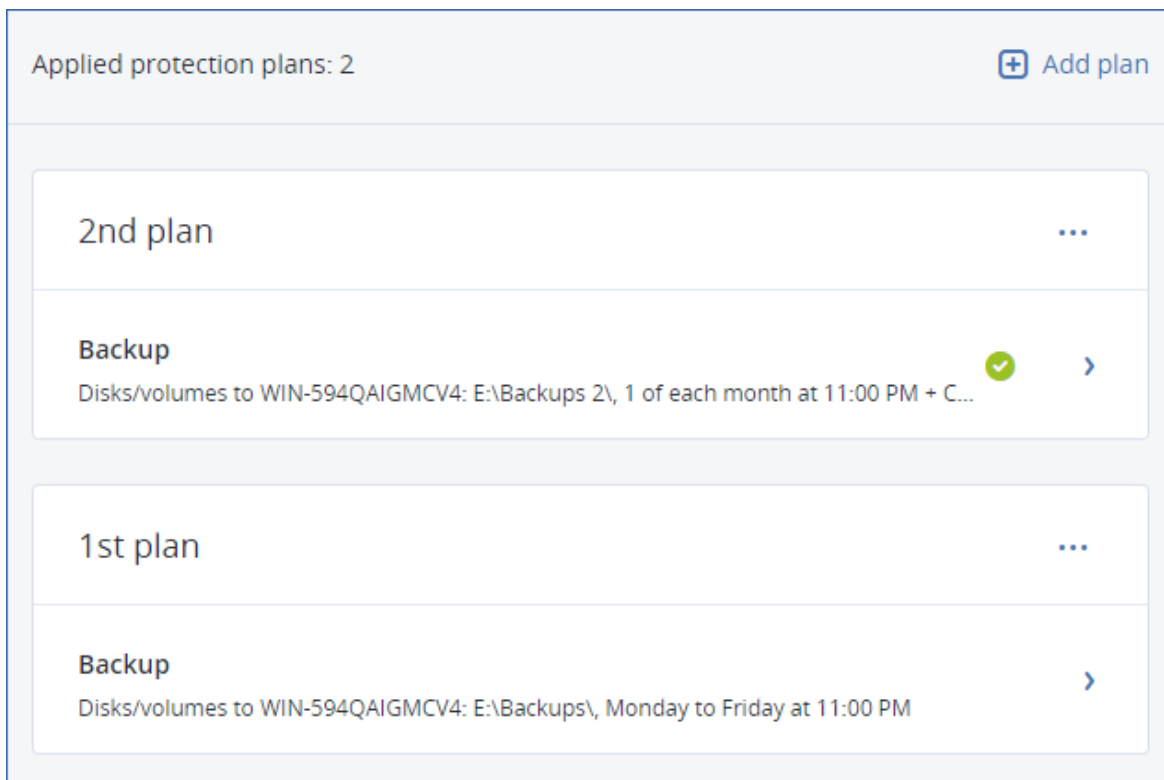 Applied protection plans: 2
Add plan
2nd plan
Backup
Disks/volumes to WIN-594QAIGMCV4: E:\Backups 2\, 1 of each month at 11:00 PM + C...
1st plan
Backup
Disks/volumes to WIN-594QAIGMCV4: E:\Backups\, Monday to Friday at 11:00 PM